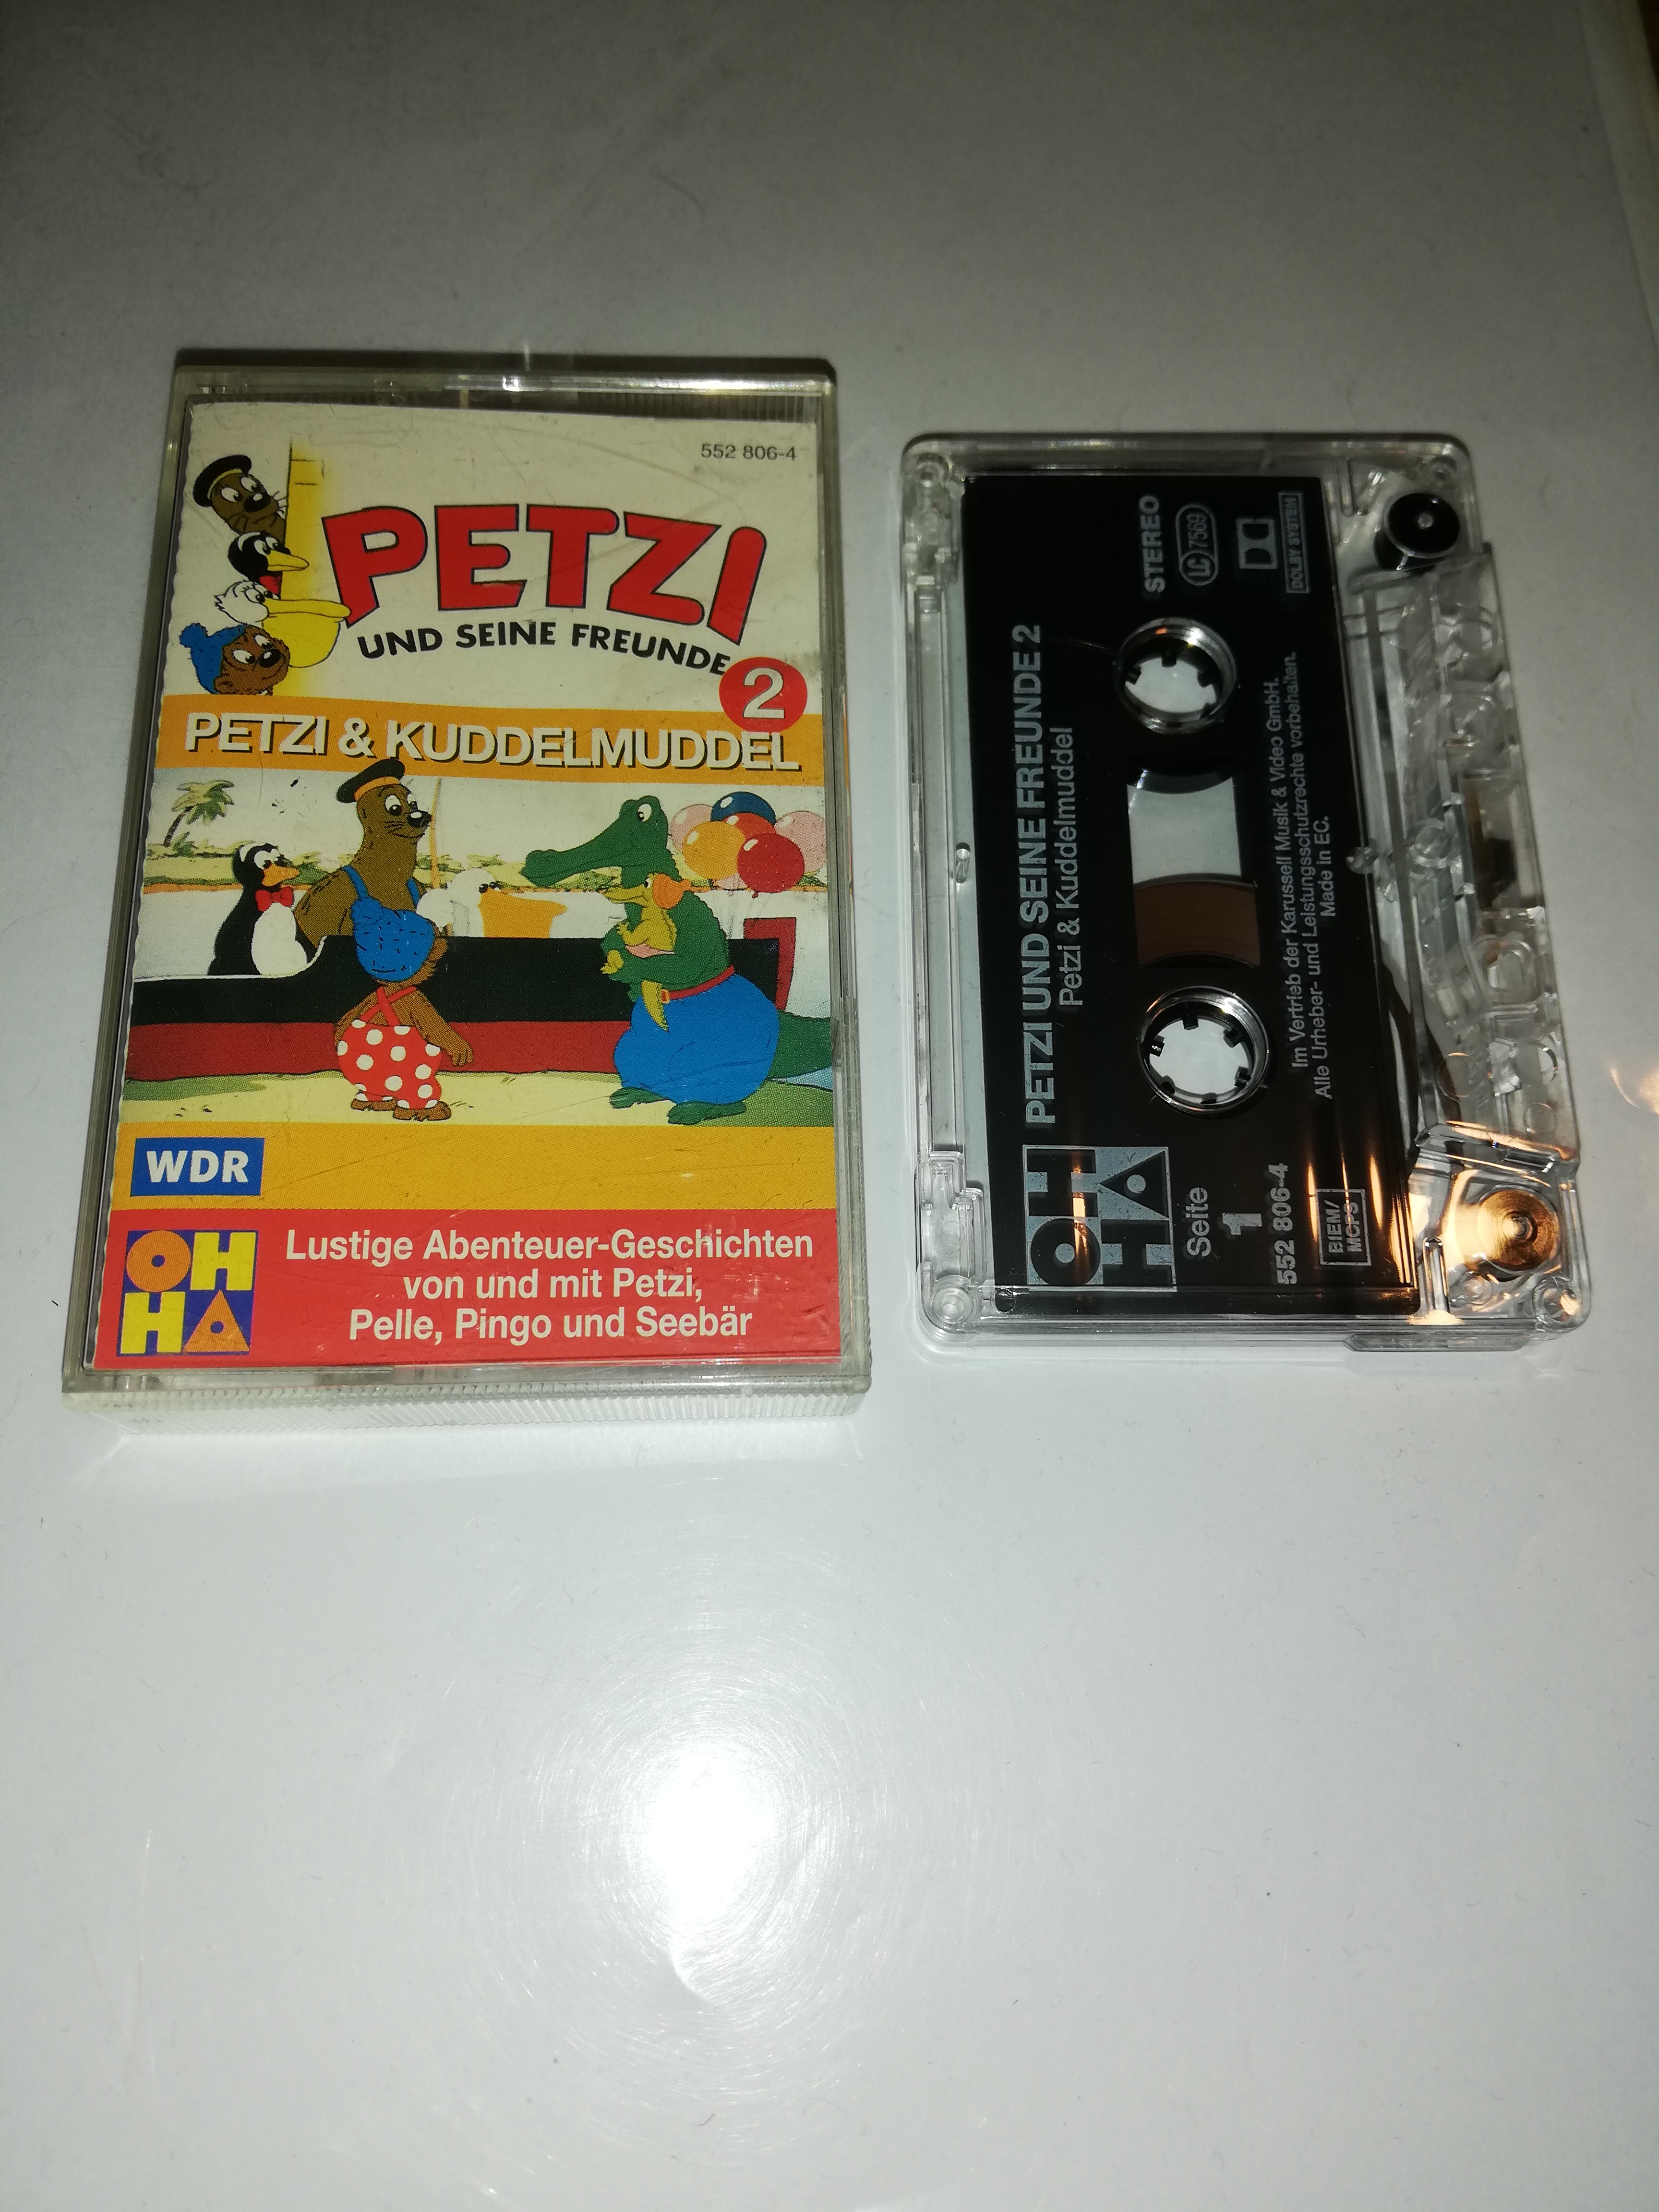 552 806-4
PETZI
UND SEINE FREUNDE
2
PETZI & KUDDELMUDDEL
WDR
OH
HA
Lustige Abenteuer-Geschichten
von und mit Petzi,
Pelle, Pingo und Seebär
OH
HA
PETZI UND SEINE FREUNDE 2
Petzi & Kuddelmuddel
Seite
1
STEREO
LC 7569
DOLBY SYSTEM
552 806-4
BIEM/
MCPS
Im Vertrieb der Karussell Musik & Video GmbH.
Alle Urheber- und Leistungsschutzrechte vorbehalten.
Made in EC.